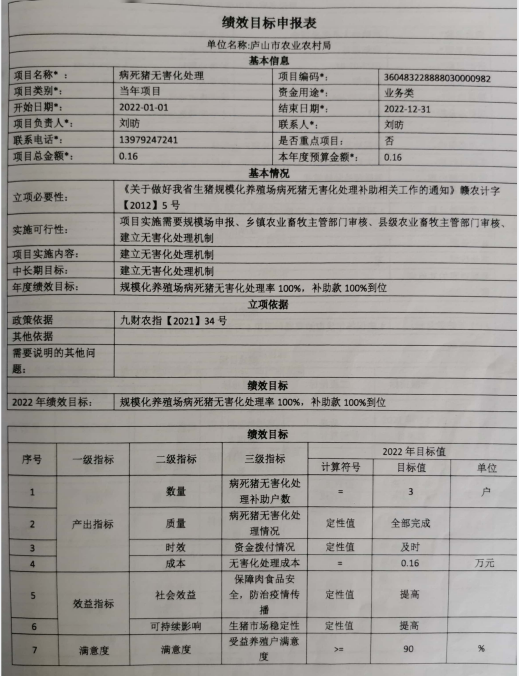 绩效目标申报表
单位名称:庐山市农业农村局
基本信息
项目名称*： 病死猪无害化处理 项目编码*： 360483228888030000982
项目类别*： 当年项目 资金用途*： 业务类
开始日期*： 2022-01-01 结束日期*： 2022-12-31
项目负责人*： 刘昉 联系人*： 刘昉
联系电话*： 13979247241 是否重点项目： 否
项目总金额*： 0.16 本年度预算金额*： 0.16
基本情况
立项必要性： 《关于做好我省生猪规模化养殖场病死猪无害化处理补助相关工作的通知》赣农计字
【2012】5 号
实施可行性： 项目实施需要规模场申报、乡镇农业畜牧主管部门审核、县级农业畜牧主管部门审核、
建立无害化处理机制
项目实施内容： 建立无害化处理机制
中长期目标： 建立无害化处理机制
年度绩效目标： 规模化养殖场病死猪无害化处理率 100%，补助款 100%到位
立项依据
政策依据 九财农指【2021】34 号
其他依据
需要说明的其他问
题：
绩效目标
2022 年绩效目标： 规模化养殖场病死猪无害化处理率 100%，补助款 100%到位
绩效目标
序号 一级指标 二级指标 三级指标 2022 年目标值
计算符号 目标值 单位
1 产出指标 数量 病死猪无害化处
理补助户数 = 3 户
2 质量 病死猪无害化处
理情况 定性值 全部完成
3 时效 资金拨付情况 定性值 及时
4 成本 无害化处理成本 = 0.16 万元
5 效益指标 社会效益 保障肉食品安
全，防治疫情传
播 定性值 提高
6 可持续影响 生猪市场稳定性 定性值 提高
7 满意度 满意度 受益养殖户满意
度 >= 90 %